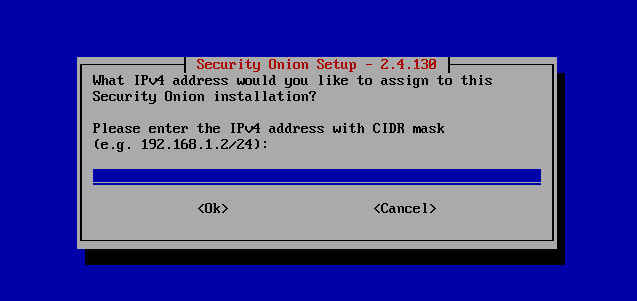 Security Onion Setup - 2.4.130
What IPv4 address would you like to assign to this
Security Onion installation?
Please enter the IPv4 address with CIDR mask
(e.g. 192.168.1.2/24):
<Ok> <Cancel>